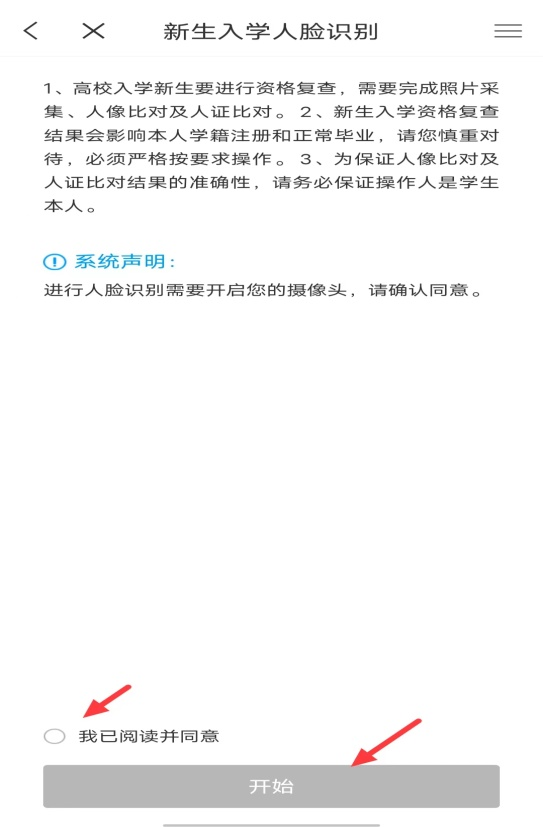 新生入学人脸识别
1、高校入学新生要进行资格复查，需要完成照片采
集、人像比对及人证比对。2、新生入学资格复查
结果会影响本人学籍注册和正常毕业，请您慎重对
待，必须严格按要求操作。3、为保证人像比对及
人证比对结果的准确性，请务必保证操作人是学生
本人。
系统声明：
进行人脸识别需要开启您的摄像头，请确认同意。
我已阅读并同意
开始